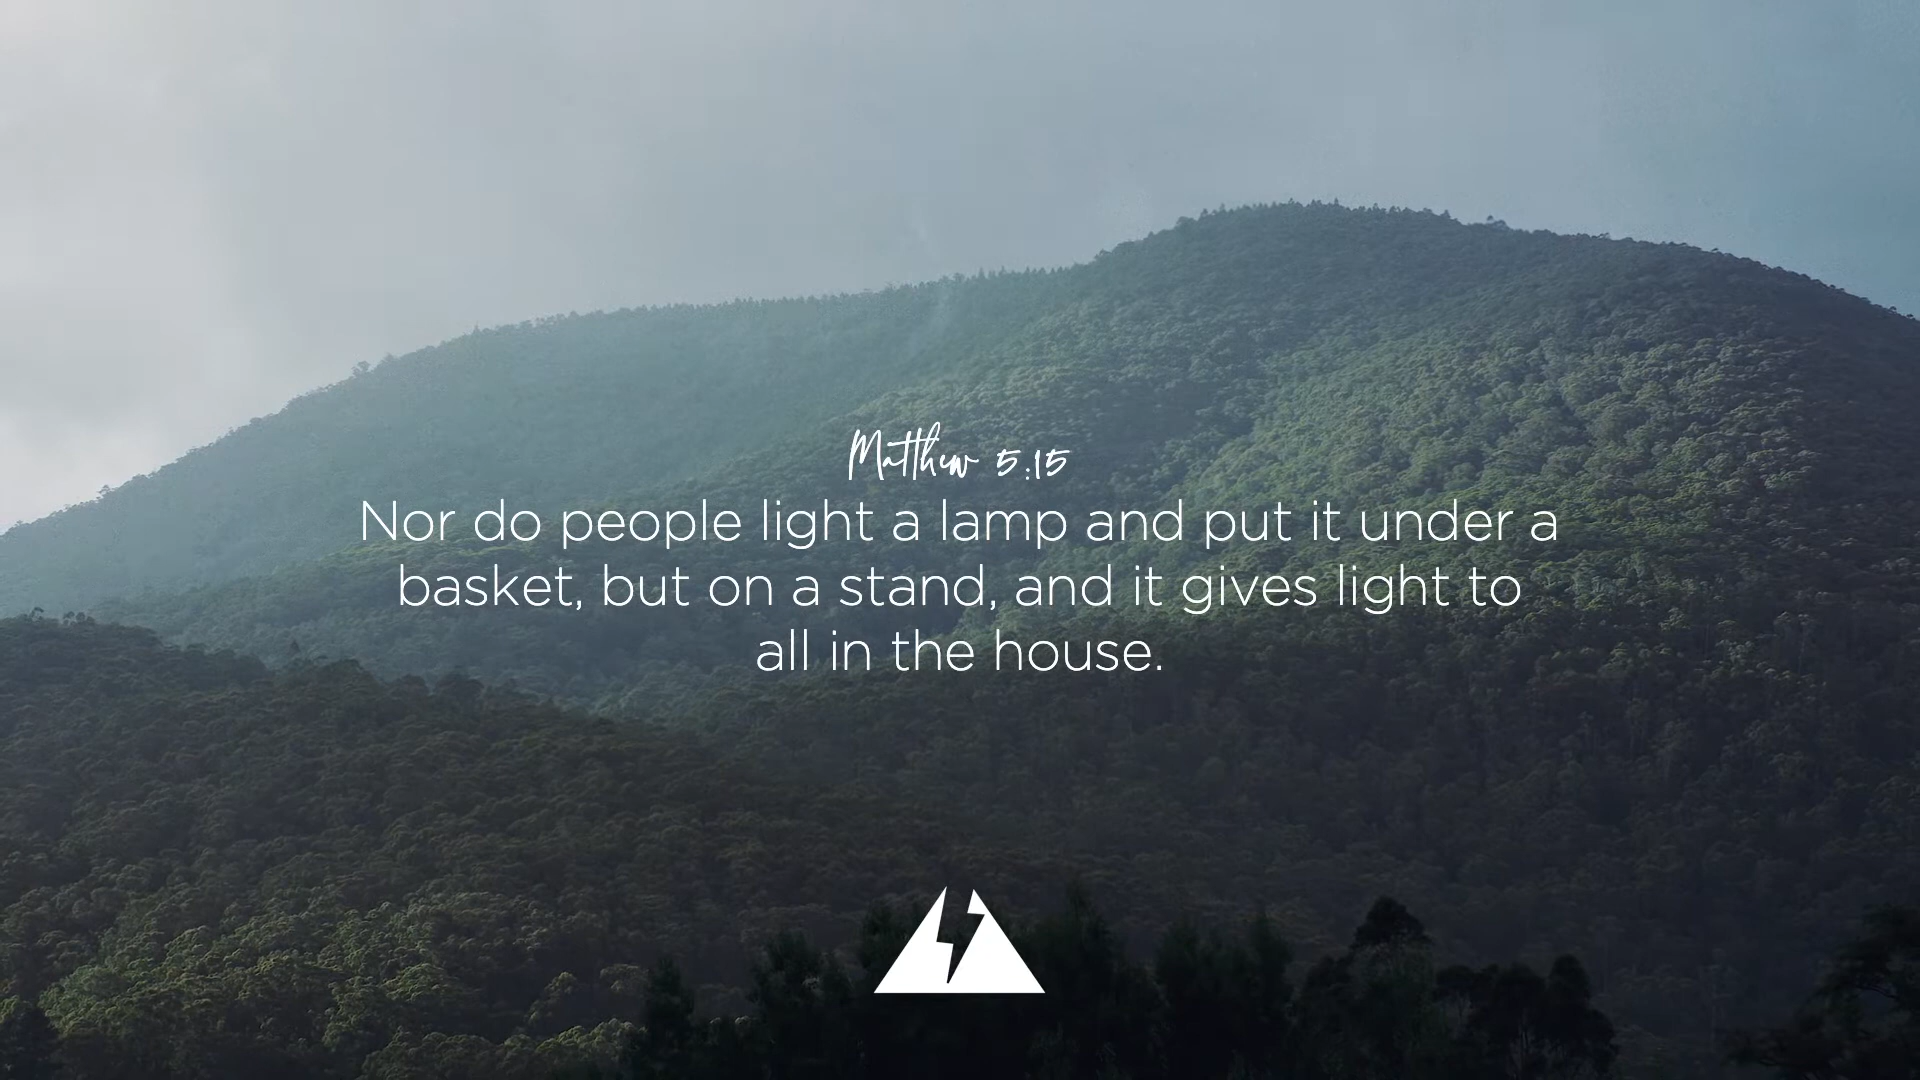 Matthew 5:15
Nor do people light a lamp and put it under a
basket, but on a stand, and it gives light to
all in the house.